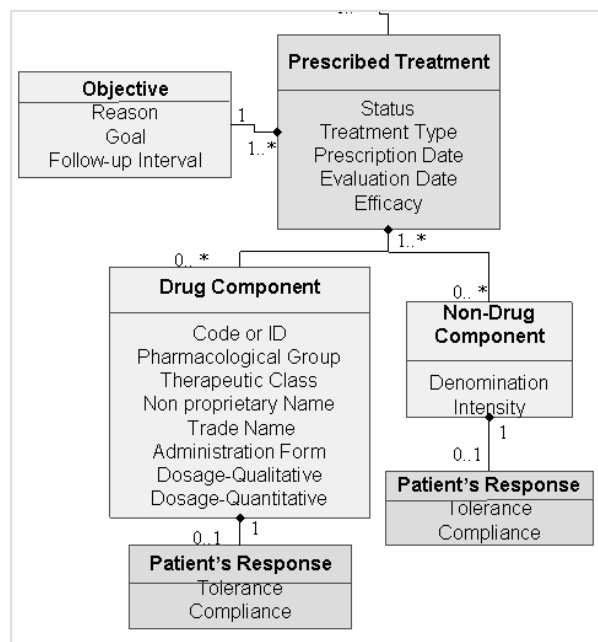 Prescribed Treatment
Status
Treatment Type
Prescription Date
Evaluation Date
Efficacy
Objective
Reason
Goal
Follow-up Interval
1
1..*
1..*
0.. *
0.. *
Drug Component
Code or ID
Pharmacological Group
Therapeutic Class
Non proprietary Name
Trade Name
Administration Form
Dosage-Qualitative
Dosage-Quantitative
Non-Drug
Component
Denomination
Intensity
1
0..1
Patient's Response
Tolerance
Compliance
0..1
1
Patient's Response
Tolerance
Compliance